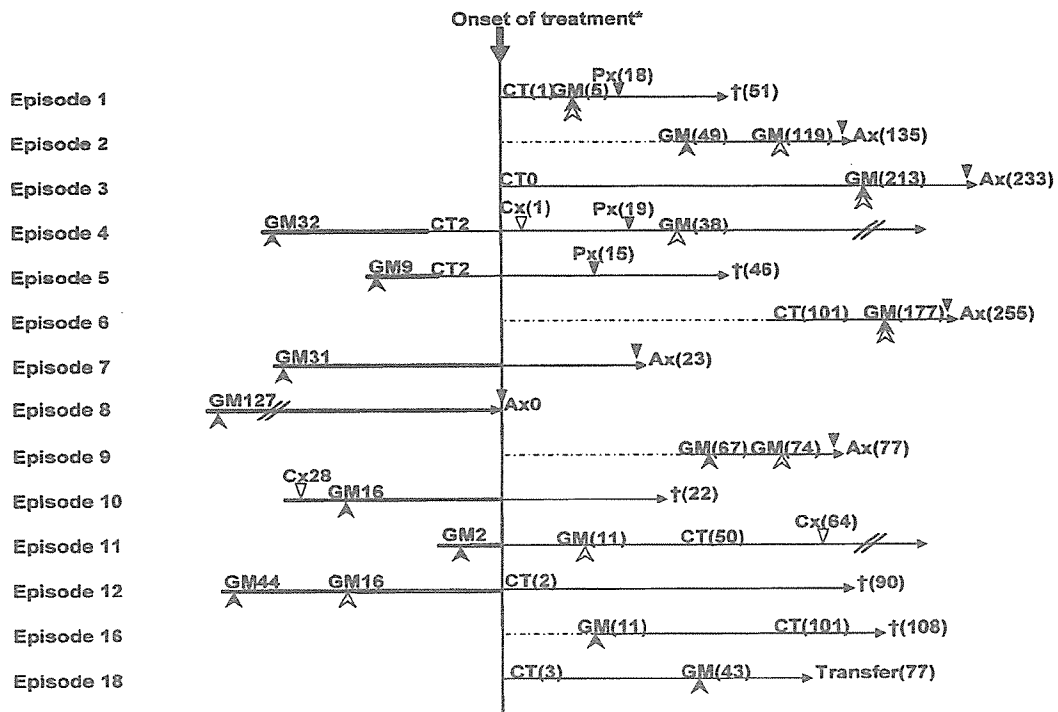 Onset of treatment*
Episode 1 CT(1) GM(5) Px(18) †(51)
Episode 2 GM(49) GM(119) Ax(135)
Episode 3 CT0 GM(213) Ax(233)
Episode 4 GM32 CT2 Cx(1) Px(19) GM(38)
Episode 5 GM9 CT2 Px(15) †(46)
Episode 6 CT(101) GM(177) Ax(255)
Episode 7 GM31 Ax(23)
Episode 8 GM127 Ax0
Episode 9 GM(67) GM(74) Ax(77)
Episode 10 Cx28 GM16 †(22)
Episode 11 GM2 GM(11) CT(50) Cx(64)
Episode 12 GM44 GM16 CT(2) †(90)
Episode 16 GM(11) CT(101) †(108)
Episode 18 CT(3) GM(43) Transfer(77)